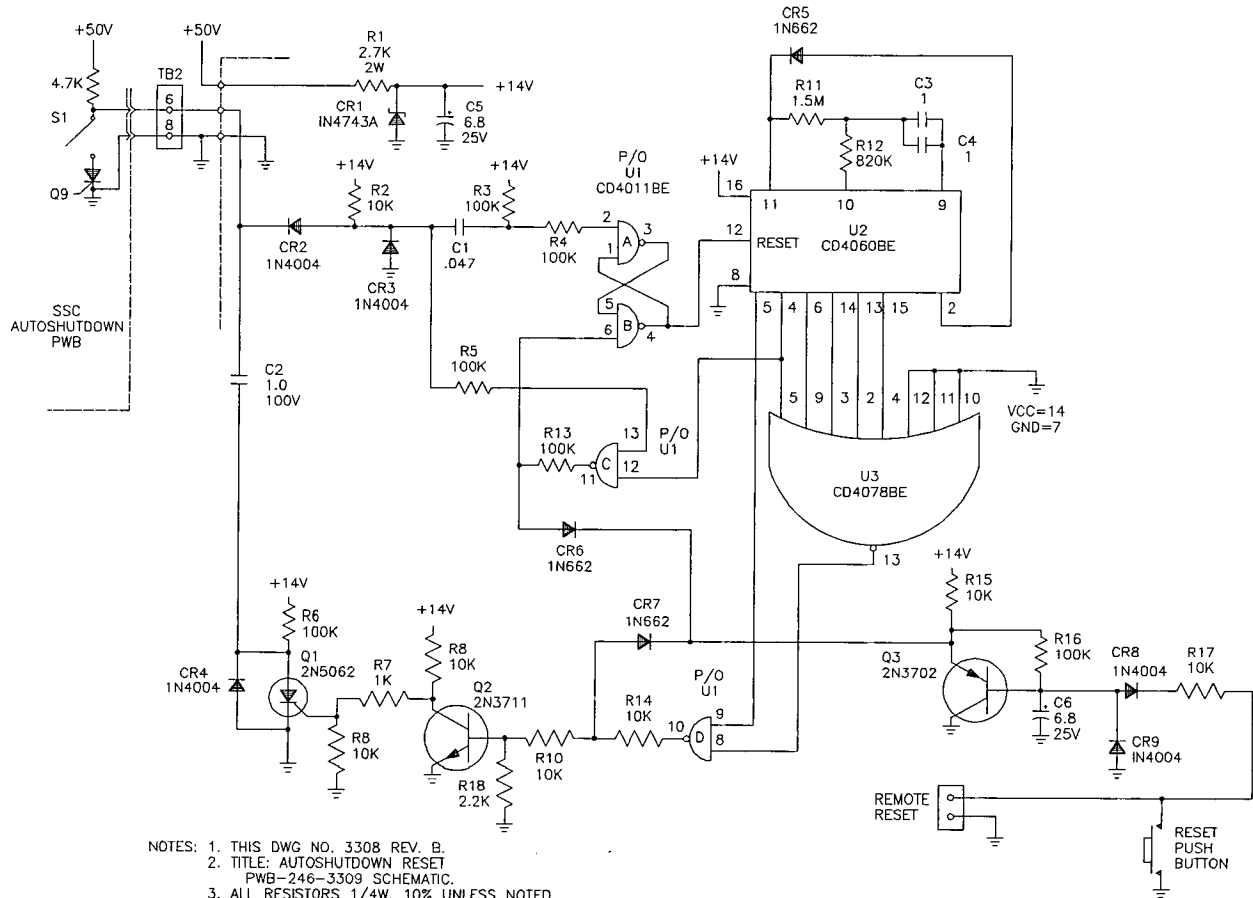 +50V
+50V
4.7K
S1
Q9
TB2
6
8
SSC
AUTOSHUTDOWN
PWB
R1
2.7K
2W
+14V
CR1
IN4743A
C5
6.8
25V
CR5
1N662
R11
1.5M
C3
1
C4
1
R12
820K
+14V
16
11
10
9
U2
CD4060BE
12
RESET
8
5
4
6
14
13
15
2
P/O
U1
CD4011BE
+14V
R2
10K
+14V
R3
100K
CR2
1N4004
CR3
1N4004
C1
.047
R4
100K
2
1
A
3
5
6
B
4
R5
100K
C2
1.0
100V
R13
100K
P/O
U1
13
12
C
11
5
9
3
2
4
12
11
10
VCC=14
GND=7
U3
CD4078BE
13
CR6
1N662
+14V
R6
100K
CR4
1N4004
Q1
2N5062
R7
1K
R8
10K
+14V
R8
10K
Q2
2N3711
R18
2.2K
R10
10K
CR7
1N662
R14
10K
P/O
U1
10
D
9
8
+14V
R15
10K
Q3
2N3702
R16
100K
C6
6.8
25V
CR8
1N4004
R17
10K
CR9
IN4004
REMOTE
RESET
RESET
PUSH
BUTTON
NOTES: 1. THIS DWG NO. 3308 REV. B.
2. TITLE: AUTOSHUTDOWN RESET
PWB-246-3309 SCHEMATIC.
3. ALL RESISTORS 1/4W, 10% UNLESS NOTED